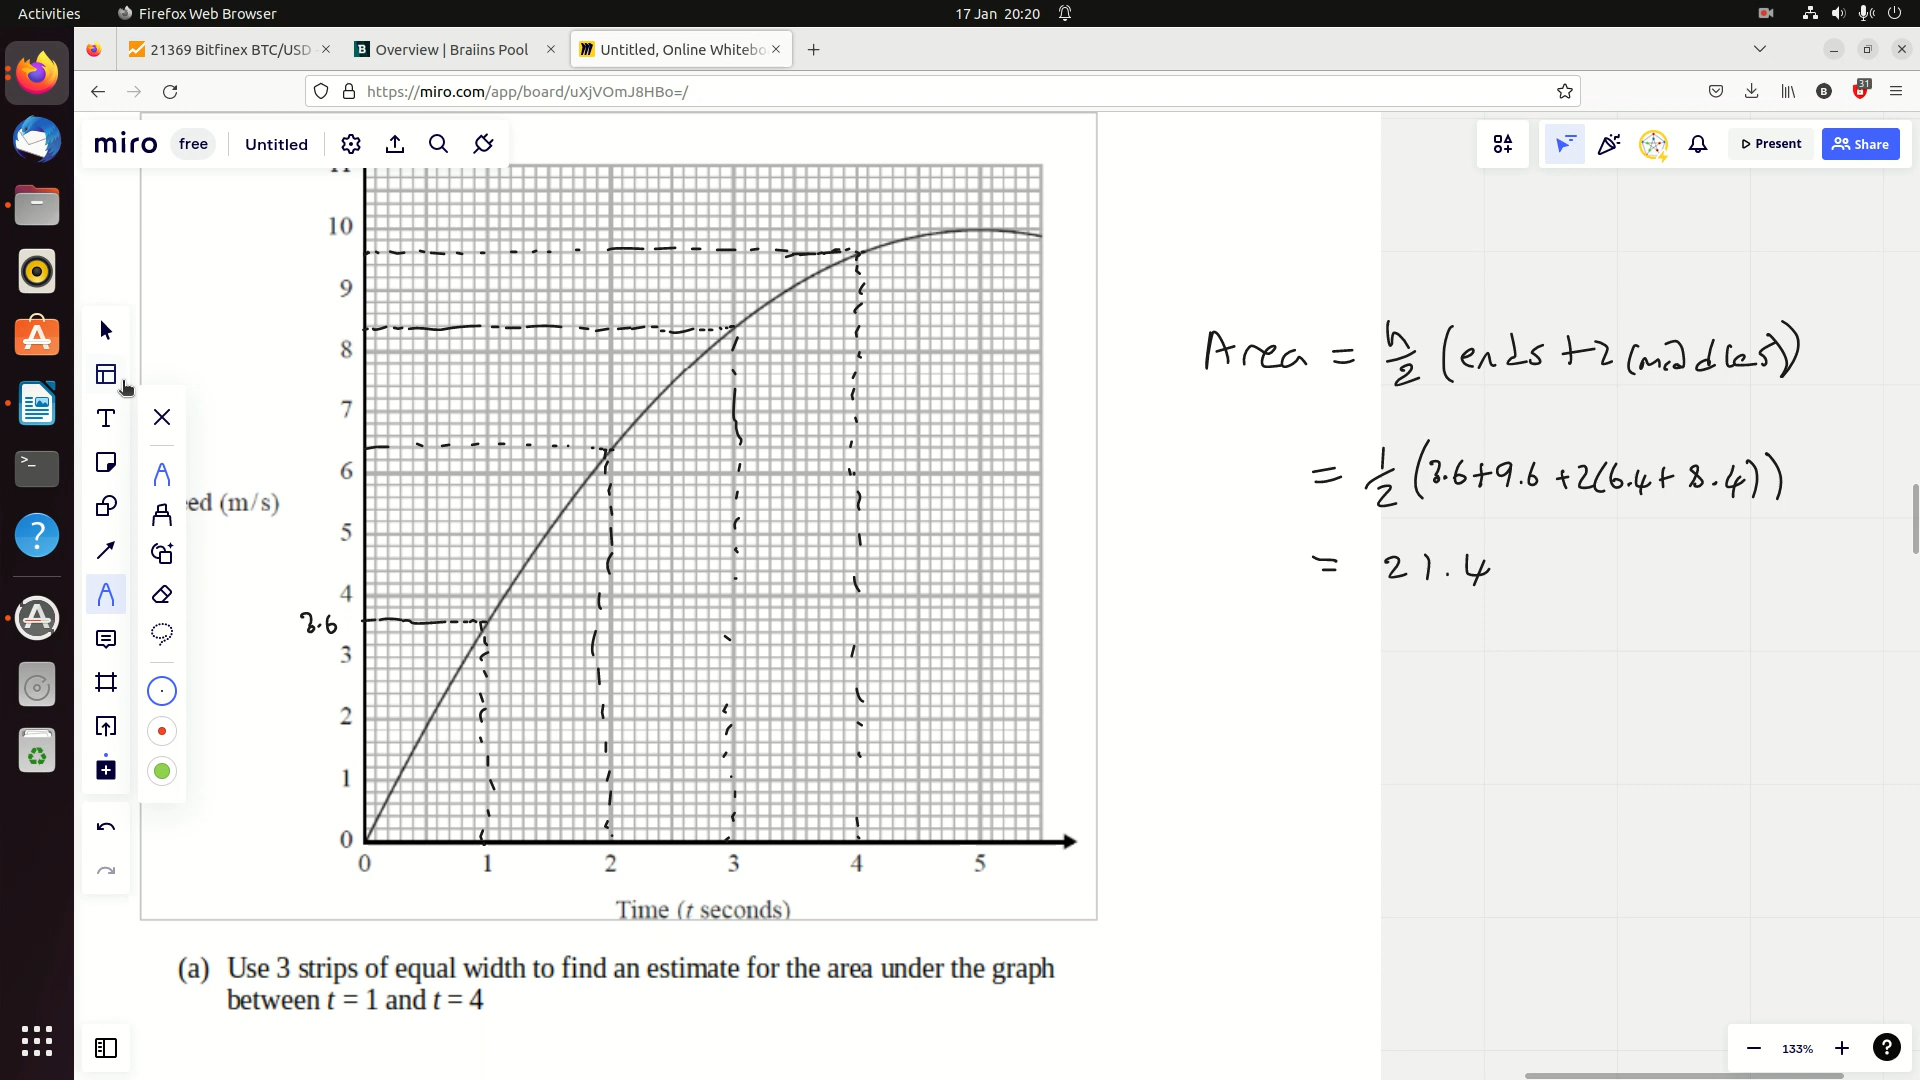 Activities Firefox Web Browser 17 Jan 20:20
21369 Bitfinex BTC/USD Overview | Braiins Pool Untitled, Online Whitebo
https://miro.com/app/board/uXjVOmJ8HBo=/ B 31
miro free Untitled Present Share
10
9
8
7
6
5
4
3
2
1
0
eed (m/s)
3.6
0 1 2 3 4 5
Time (t seconds)
(a) Use 3 strips of equal width to find an estimate for the area under the graph
between t = 1 and t = 4
Area = h/2 (ends + 2(middles))
= 1/2 (3.6+9.6 +2(6.4+8.4))
= 21.4
133%